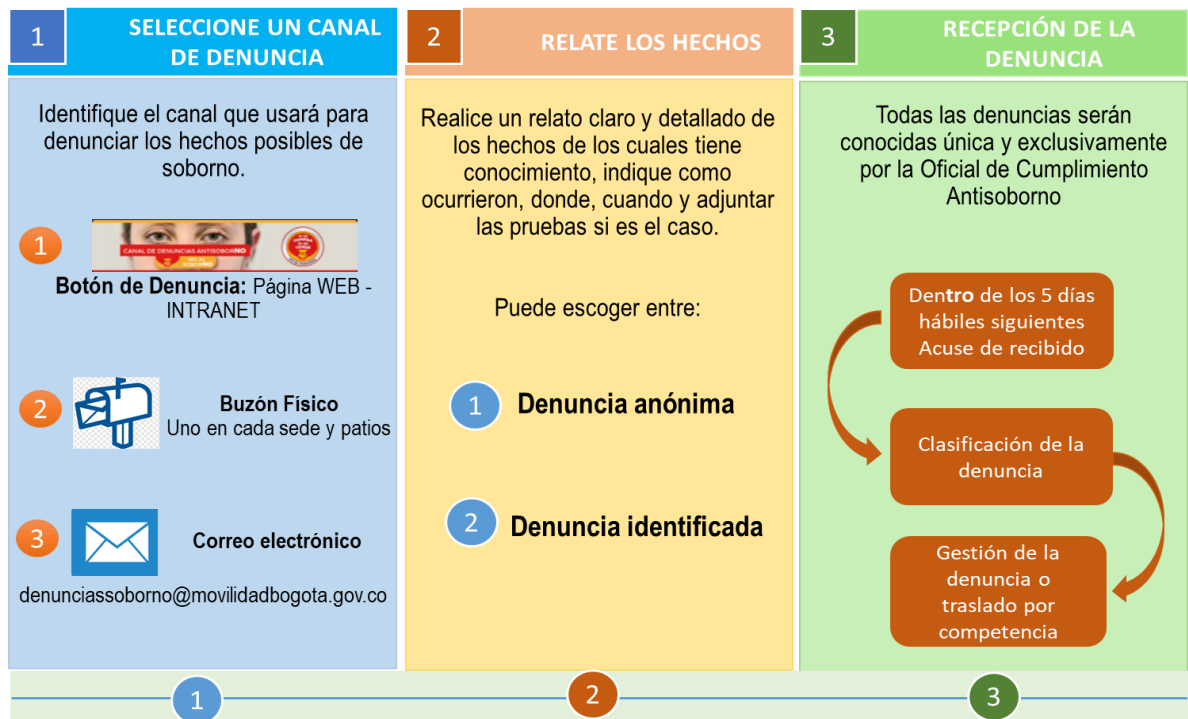 1
SELECCIONE UN CANAL
DE DENUNCIA
Identifique el canal que usará para
denunciar los hechos posibles de
soborno.
1
CANAL DE DENUNCIAS ANTISOBORNO
NO AL
SOBORNO
Botón de Denuncia: Página WEB -
INTRANET
2
Buzón Físico
Uno en cada sede y patios
3
Correo electrónico
denunciassoborno@movilidadbogota.gov.co
2
RELATE LOS HECHOS
Realice un relato claro y detallado de
los hechos de los cuales tiene
conocimiento, indique como
ocurrieron, donde, cuando y adjuntar
las pruebas si es el caso.
Puede escoger entre:
1
Denuncia anónima
2
Denuncia identificada
3
RECEPCIÓN DE LA
DENUNCIA
Todas las denuncias serán
conocidas única y exclusivamente
por la Oficial de Cumplimiento
Antisoborno
Dentro de los 5 días
hábiles siguientes
Acuse de recibido
Clasificación de la
denuncia
Gestión de la
denuncia o
traslado por
competencia
1
2
3